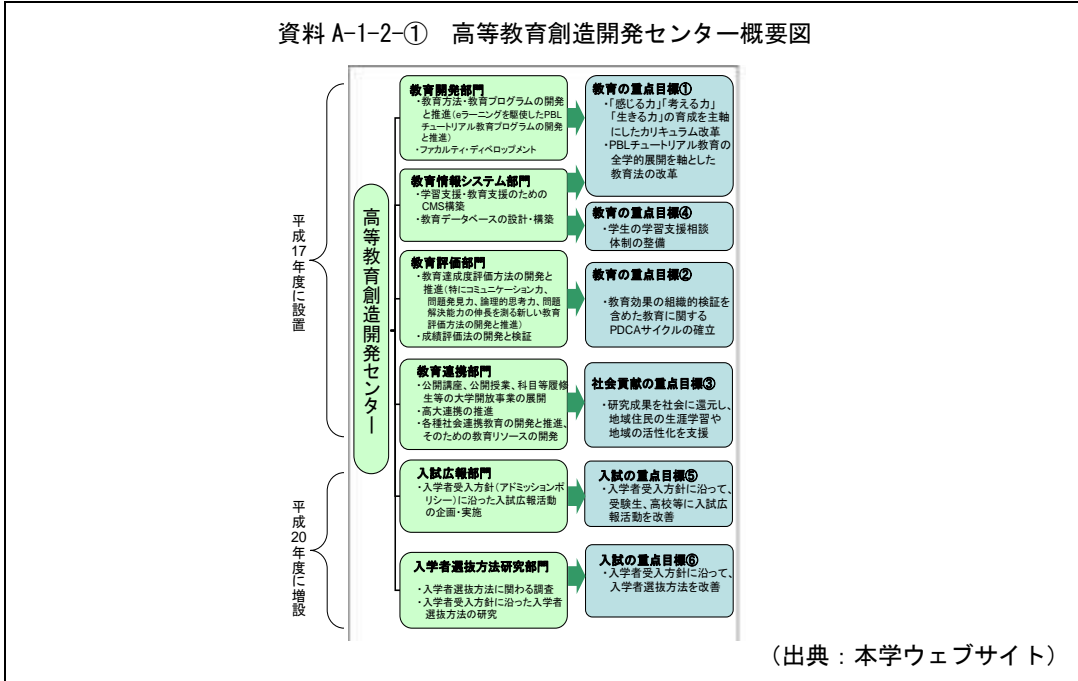 資料 A-1-2-① 高等教育創造開発センター概要図
平成17年度に設置
平成20年度に増設
高等教育創造開発センター
教育開発部門
・教育方法・教育プログラムの開発
と推進(eラーニングを駆使したPBL
チュートリアル教育プログラムの開発
と推進)
・ファカルティ・ディベロップメント
教育の重点目標①
・「感じる力」「考える力」
「生きる力」の育成を主軸
にしたカリキュラム改革
・PBLチュートリアル教育の
全学的展開を軸とした
教育法の改革
教育情報システム部門
・学習支援・教育支援のための
CMS構築
・教育データベースの設計・構築
教育の重点目標④
・学生の学習支援相談
体制の整備
教育評価部門
・教育達成度評価方法の開発と
推進(特にコミュニケーション力、
問題発見力、論理的思考力、問題
解決能力の伸長を測る新しい教育
評価方法の開発と推進)
・成績評価法の開発と検証
教育の重点目標②
・教育効果の組織的検証を
含めた教育に関する
PDCAサイクルの確立
教育連携部門
・公開講座、公開授業、科目等履修
生等の大学開放事業の展開
・高大連携の推進
・各種社会連携教育の開発と推進、
そのための教育リソースの開発
社会貢献の重点目標③
・研究成果を社会に還元し、
地域住民の生涯学習や
地域の活性化を支援
入試広報部門
・入学者受入方針(アドミッションポ
リシー)に沿った入試広報活動
の企画・実施
入試の重点目標⑤
・入学者受入方針に沿って、
受験生、高校等に入試広
報活動を改善
入学者選抜方法研究部門
・入学者選抜方法に関わる調査
・入学者受入方針に沿った入学者
選抜方法の研究
入試の重点目標⑥
・入学者受入方針に沿って、
入学者選抜方法を改善
(出典:本学ウェブサイト)